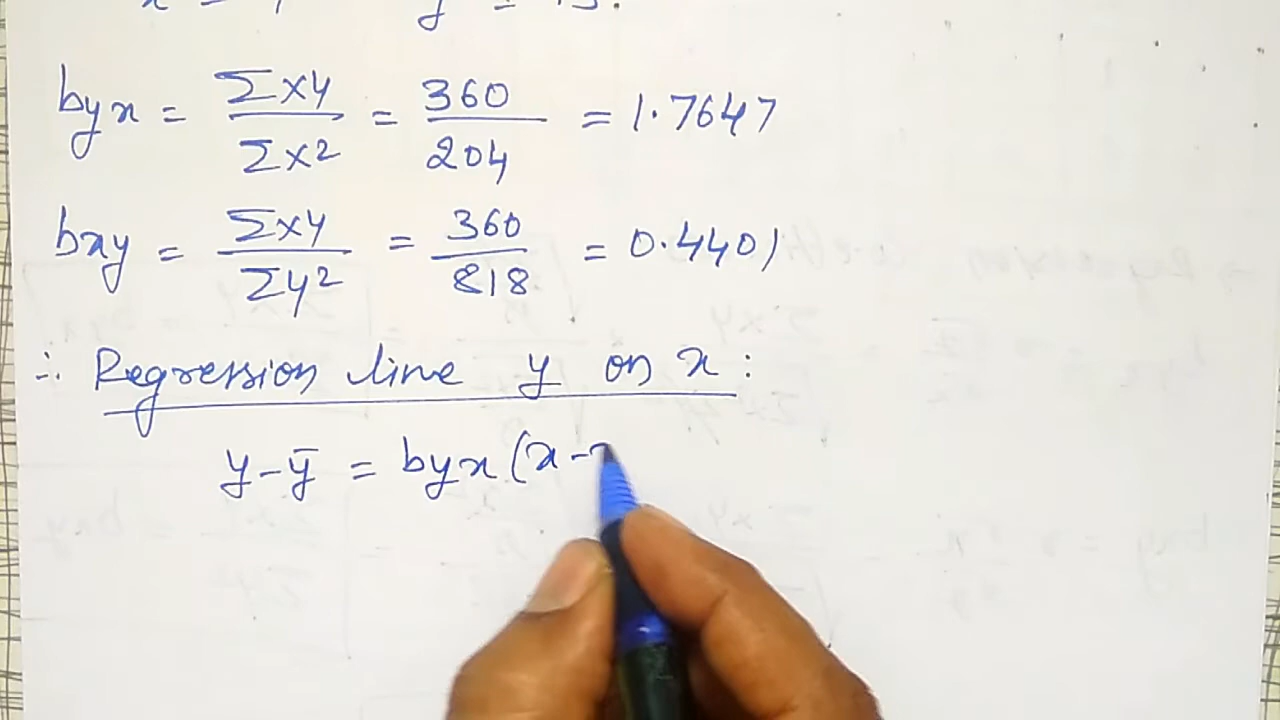 byx = ΣXY / ΣX2 = 360 / 204 = 1.7647
bxy = ΣXY / ΣY2 = 360 / 818 = 0.4401
∴ Regression line y on x :
y - ȳ = byx (x -